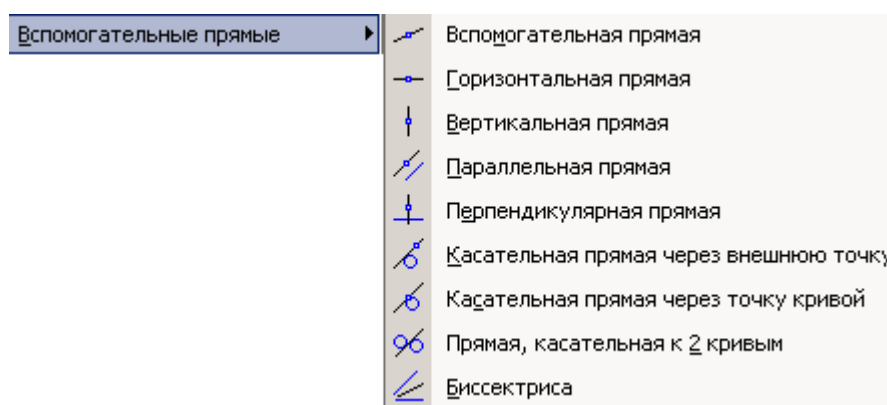 Вспомогательные прямые
Вспомогательная прямая
Горизонтальная прямая
Вертикальная прямая
Параллельная прямая
Перпендикулярная прямая
Касательная прямая через внешнюю точку
Касательная прямая через точку кривой
Прямая, касательная к 2 кривым
Биссектриса